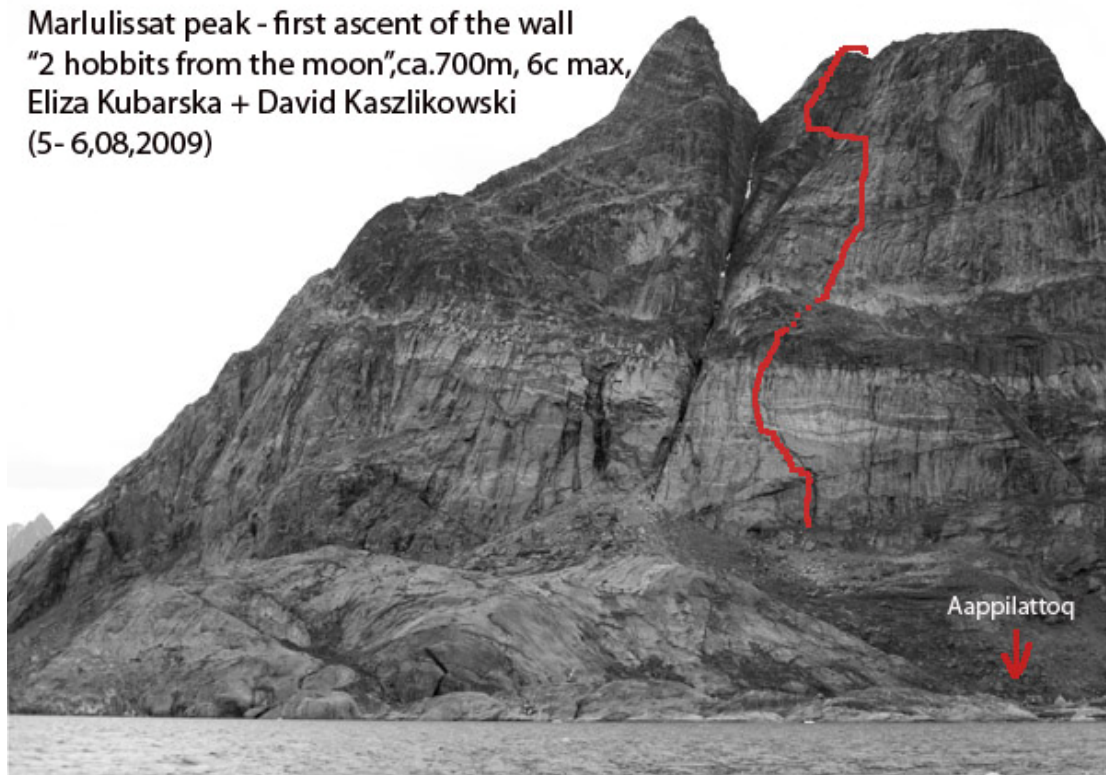 Marlulissat peak - first ascent of the wall
“2 hobbits from the moon”,ca.700m, 6c max,
Eliza Kubarska + David Kaszlikowski
(5- 6,08,2009)
Aappilattoq